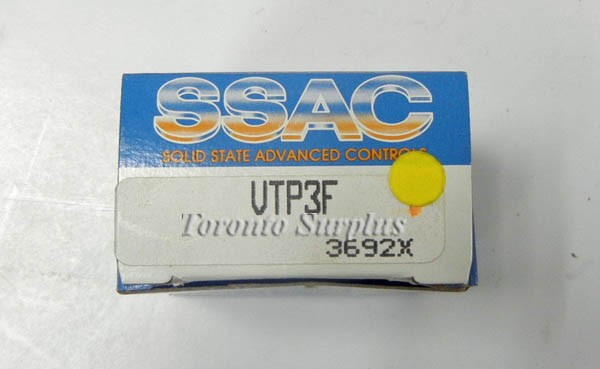 SSAC
SOLID STATE ADVANCED CONTROLS
VTP3F
Toronto Surplus
3692X